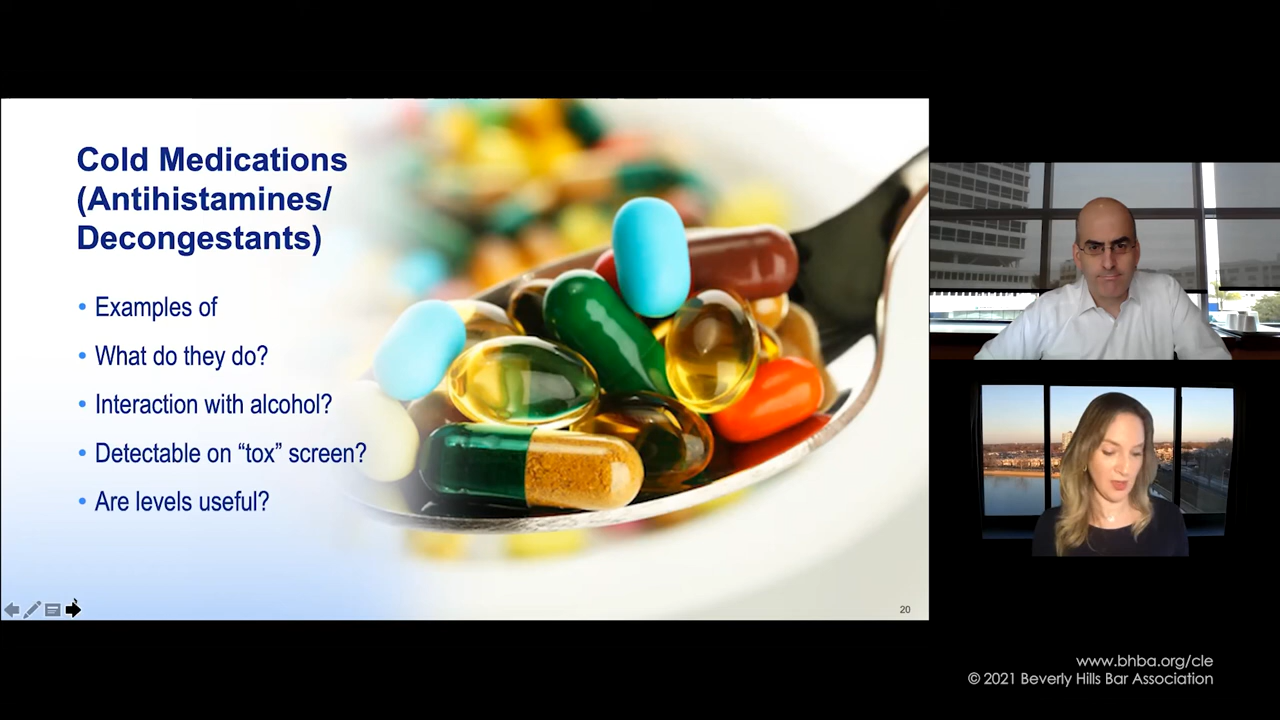 Cold Medications
(Antihistamines/
Decongestants)
• Examples of
• What do they do?
• Interaction with alcohol?
• Detectable on “tox” screen?
• Are levels useful?
20
www.bhba.org/cle
© 2021 Beverly Hills Bar Association